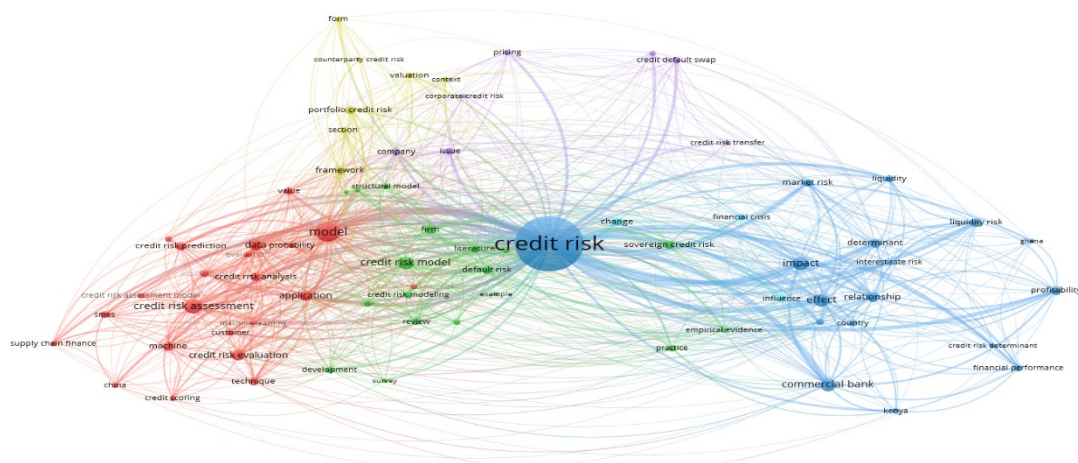 form
pricing
counterparty credit risk
credit default swap
valuation
context
corporate credit risk
portfolio credit risk
section
credit risk transfer
company
issue
framework
liquidity
market risk
structural model
value
change
financial crisis
liquidity risk
model
firm
credit risk
sovereign credit risk
determinant
ghana
credit risk prediction
data probability
literature
evaluation
credit risk model
default risk
impact
interest rate risk
credit risk analysis
profitability
credit risk assessment model
application
credit risk modeling
example
influence
effect
relationship
credit risk assessment
smes
machine learning
review
country
customer
empirical evidence
supply chain finance
machine
credit risk determinant
credit risk evaluation
practice
development
financial performance
china
technique
survey
commercial bank
credit scoring
kenya